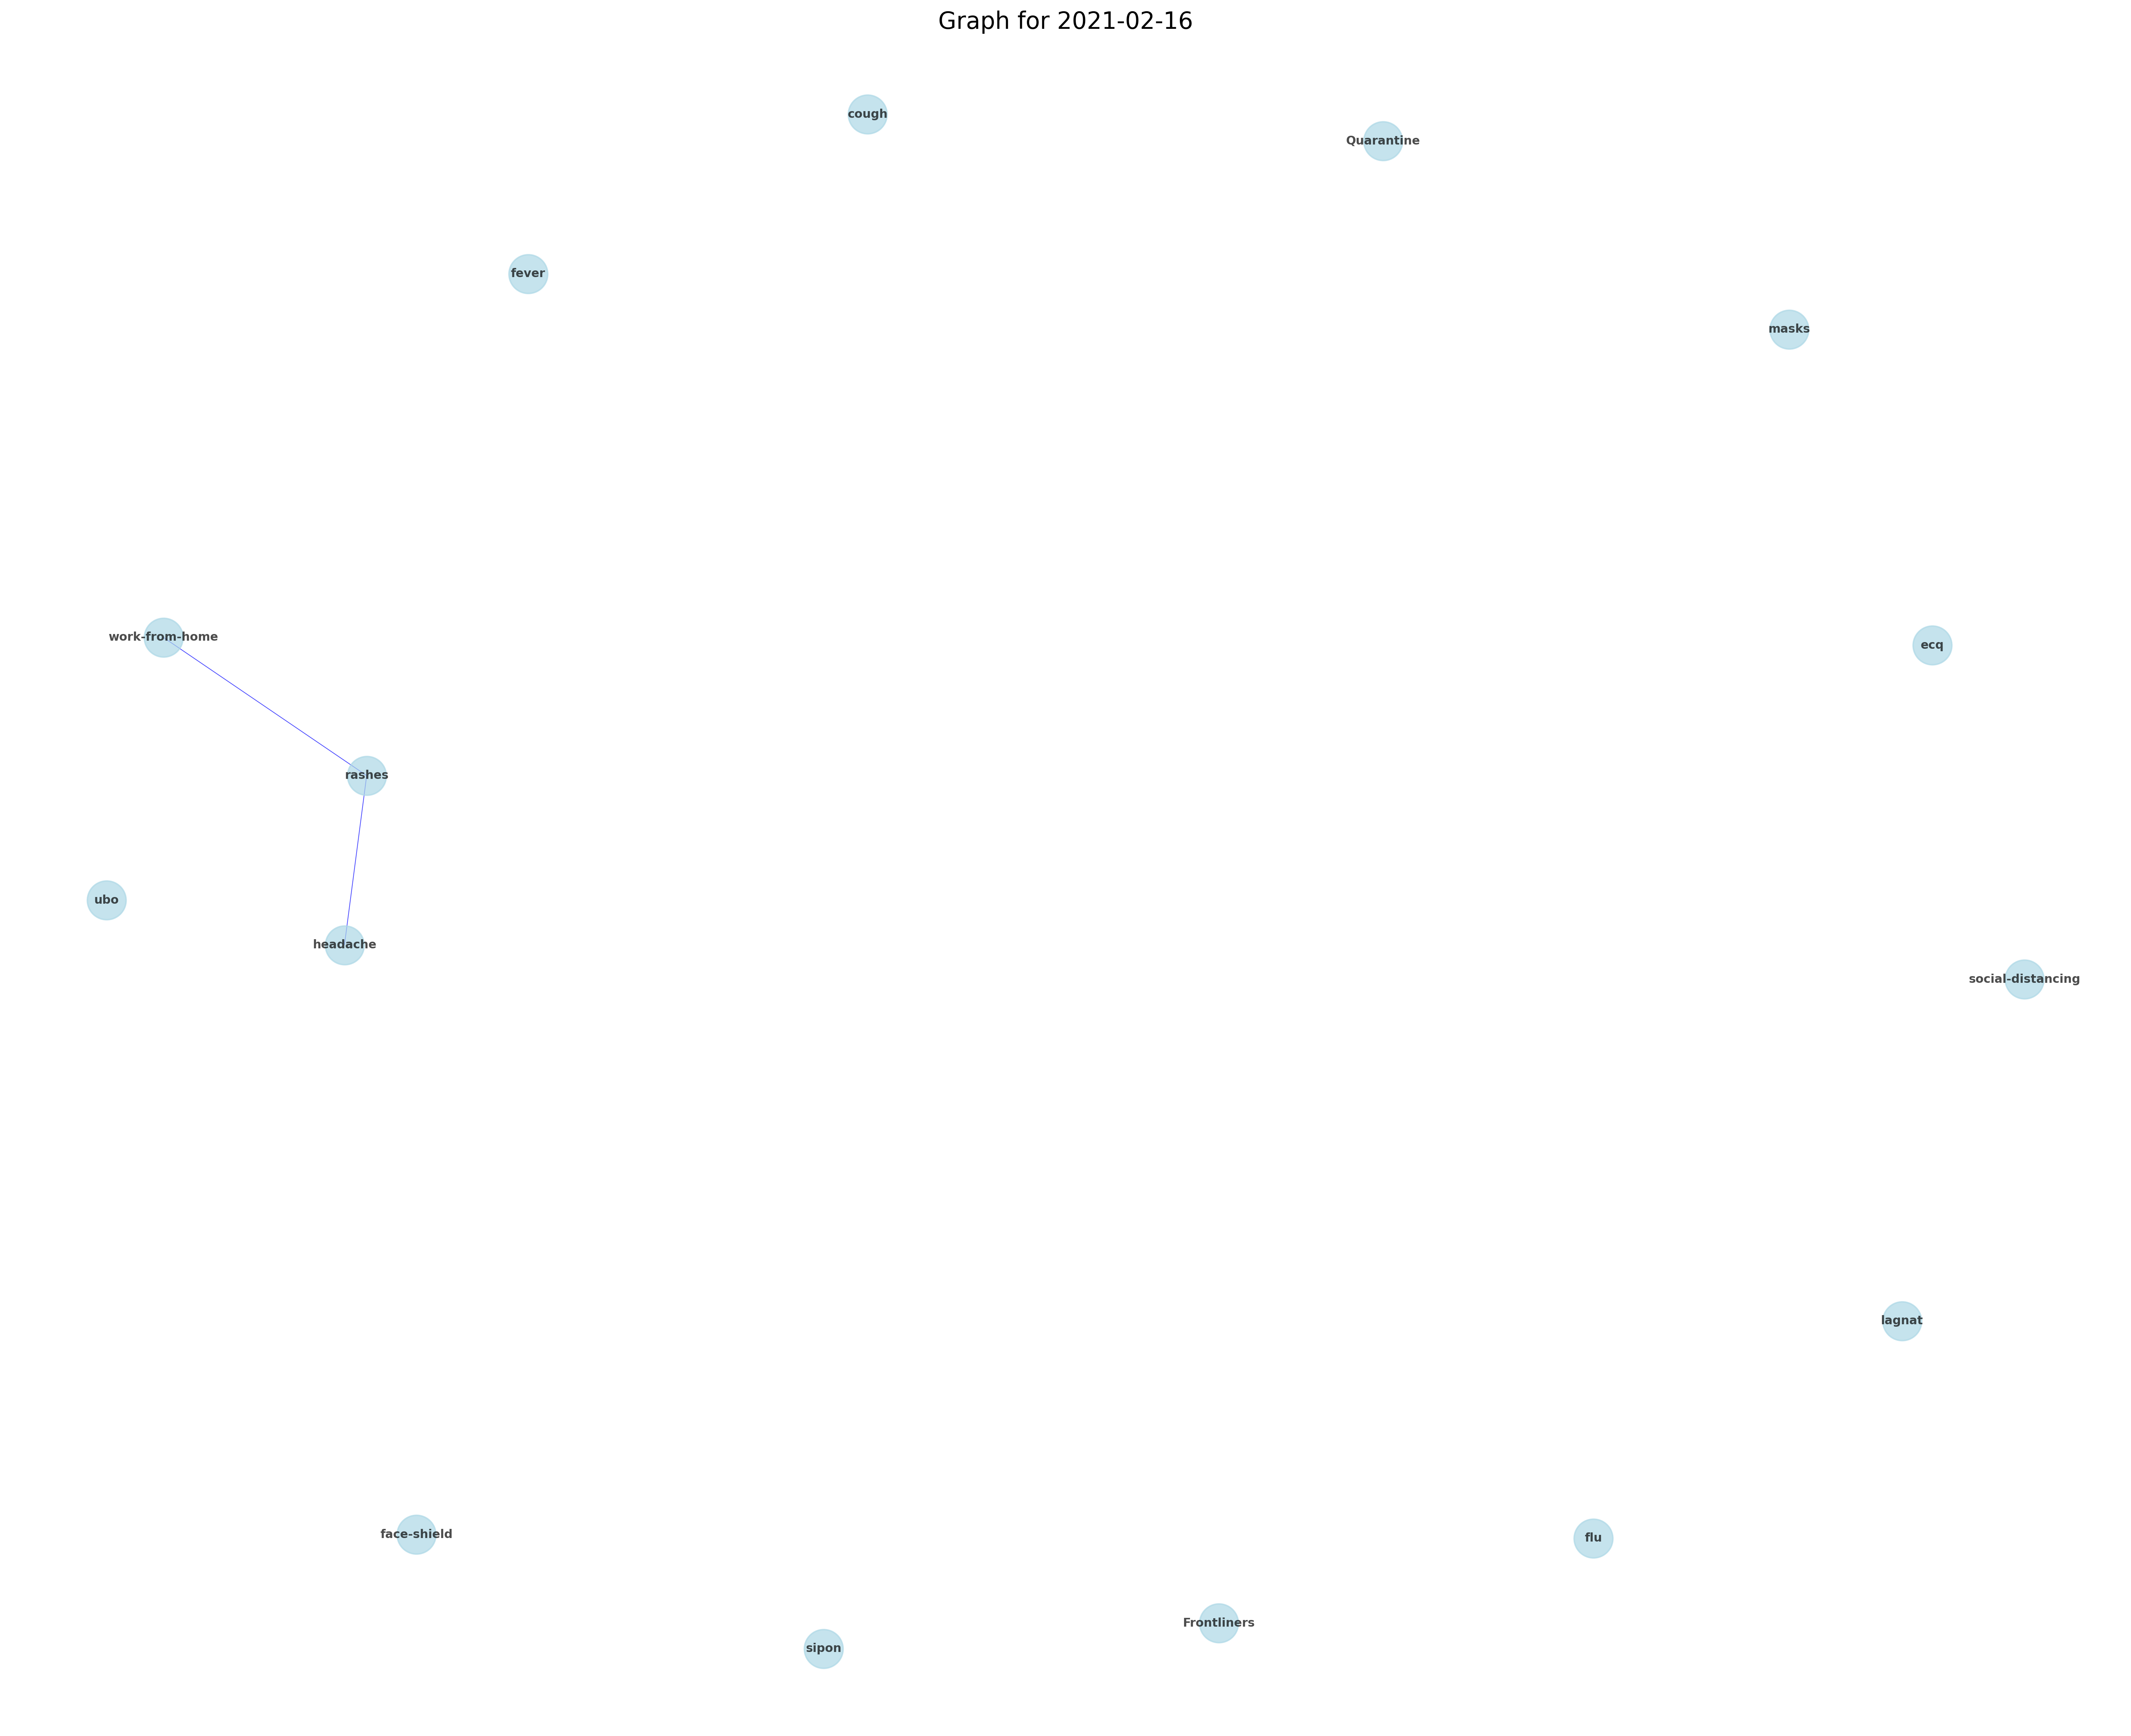 Graph for 2021-02-16
cough
Quarantine
fever
masks
work-from-home
ecq
rashes
ubo
headache
social-distancing
lagnat
face-shield
flu
Frontliners
sipon